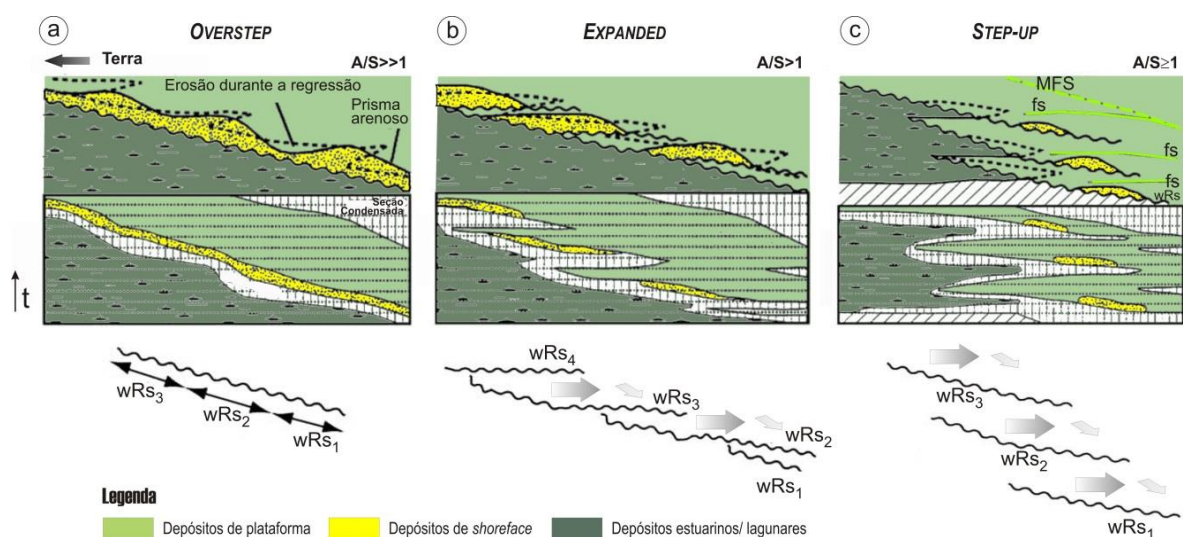 a OVERSTEP
Terra
A/S>>1
Erosão durante a regressão
Prisma
arenoso
Seção
Condensada
t
wRs3
wRs2
wRs1
b EXPANDED
A/S>1
wRs4
wRs3
wRs2
wRs1
c STEP-UP
A/S≥1
MFS
fs
fs
fs
wRs
wRs3
wRs2
wRs1
Legenda
Depósitos de plataforma Depósitos de shoreface Depósitos estuarinos/ lagunares